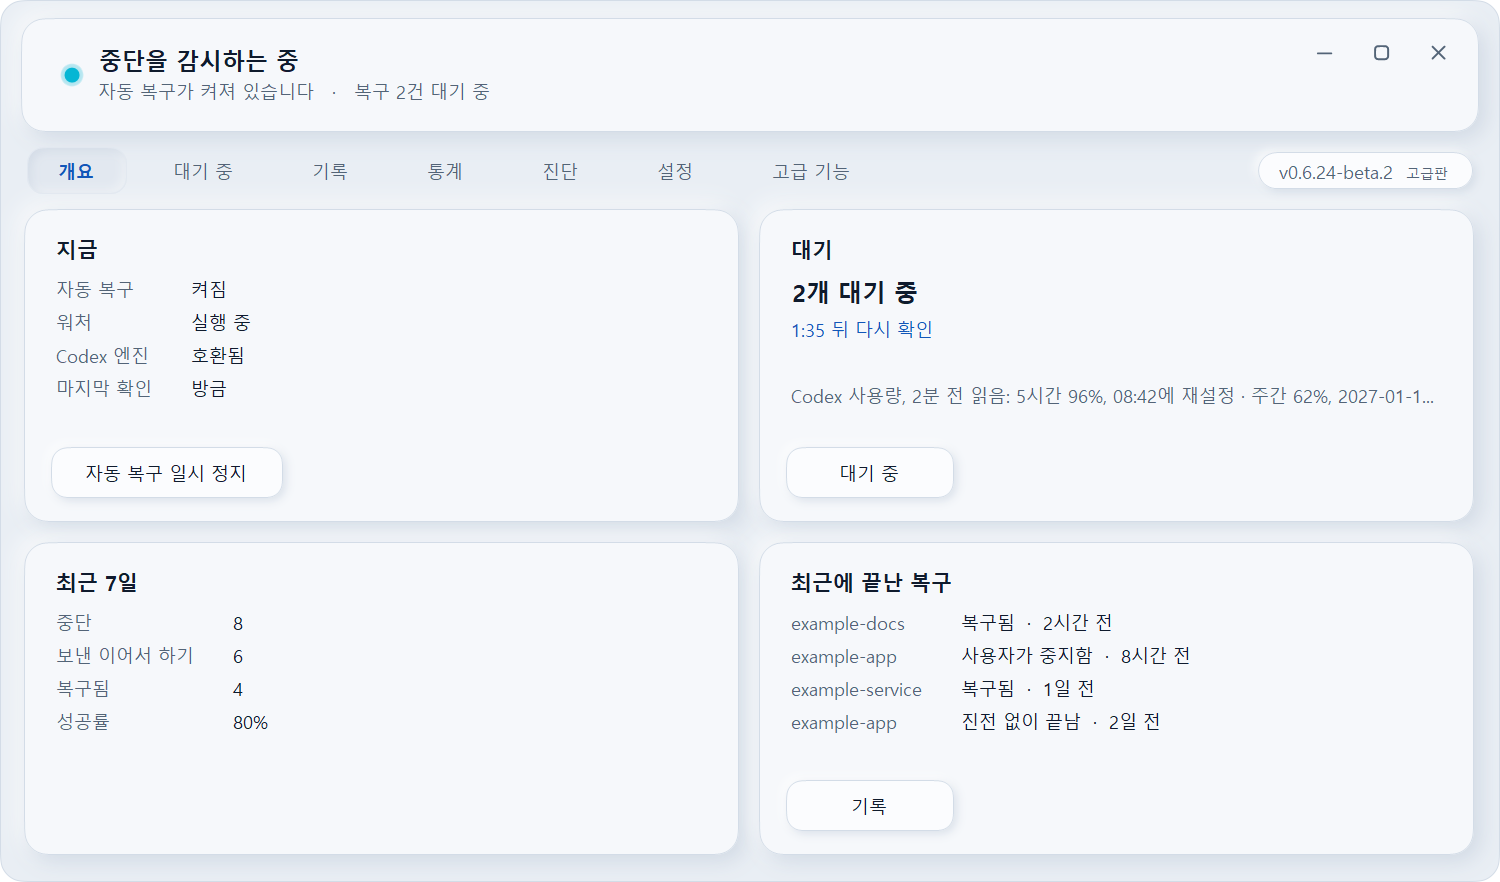 중단을 감시하는 중
자동 복구가 켜져 있습니다 · 복구 2건 대기 중
개요 대기 중 기록 통계 진단 설정 고급 기능 v0.6.24-beta.2 고급판
지금
자동 복구 켜짐
워처 실행 중
Codex 엔진 호환됨
마지막 확인 방금
자동 복구 일시 정지
대기
2개 대기 중
1:35 뒤 다시 확인
Codex 사용량, 2분 전 읽음: 5시간 96%, 08:42에 재설정 · 주간 62%, 2027-01-1...
대기 중
최근 7일
중단 8
보낸 이어서 하기 6
복구됨 4
성공률 80%
최근에 끝난 복구
example-docs 복구됨 · 2시간 전
example-app 사용자가 중지함 · 8시간 전
example-service 복구됨 · 1일 전
example-app 진전 없이 끝남 · 2일 전
기록